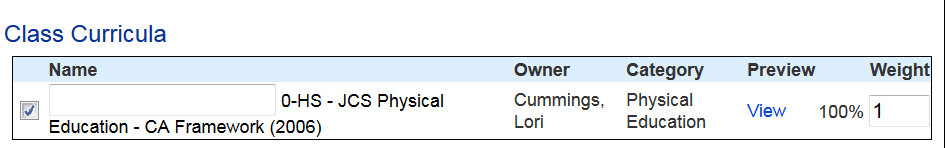 Class Curricula
Name Owner Category Preview Weight
0-HS - JCS Physical Education - CA Framework (2006)
Cummings, Lori
Physical Education
View
100%
1